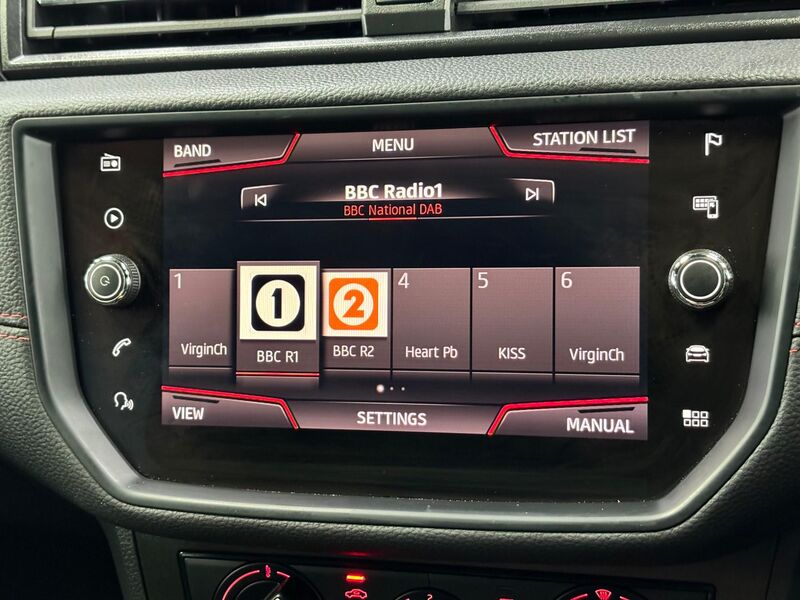 BAND
MENU
STATION LIST
BBC Radio1
BBC National DAB
1
1
2
4
5
6
VirginCh
BBC R1
BBC R2
Heart Pb
KISS
VirginCh
VIEW
SETTINGS
MANUAL